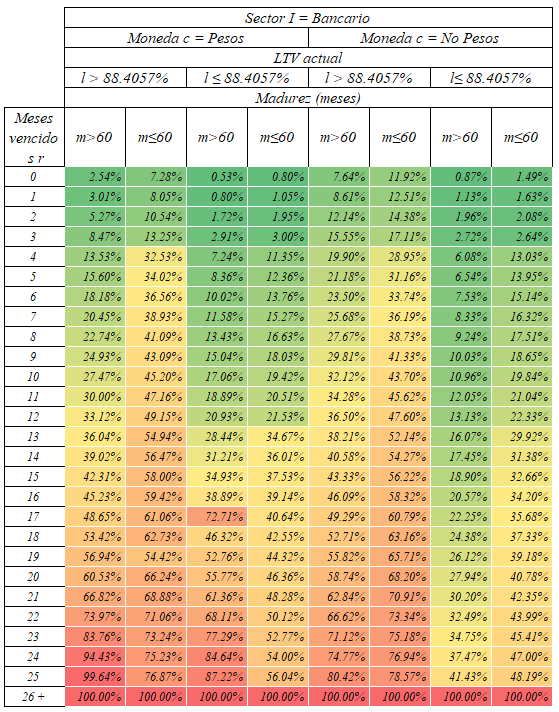 Sector I = Bancario
Moneda c = Pesos Moneda c = No Pesos
LTV actual
l > 88.4057% l ≤ 88.4057% l > 88.4057% l≤ 88.4057%
Madurez (meses)
Meses
vencido
s r
m>60 m≤60 m>60 m≤60 m>60 m≤60 m>60 m≤60
0 2.54% 7.28% 0.53% 0.80% 7.64% 11.92% 0.87% 1.49%
1 3.01% 8.05% 0.80% 1.05% 8.61% 12.51% 1.13% 1.63%
2 5.27% 10.54% 1.72% 1.95% 12.14% 14.38% 1.96% 2.08%
3 8.47% 13.25% 2.91% 3.00% 15.55% 17.11% 2.72% 2.64%
4 13.53% 32.53% 7.24% 11.35% 19.90% 28.95% 6.08% 13.03%
5 15.60% 34.02% 8.36% 12.36% 21.18% 31.16% 6.54% 13.95%
6 18.18% 36.56% 10.02% 13.76% 23.50% 33.74% 7.53% 15.14%
7 20.45% 38.93% 11.58% 15.27% 25.68% 36.19% 8.33% 16.32%
8 22.74% 41.09% 13.43% 16.63% 27.67% 38.73% 9.24% 17.51%
9 24.93% 43.09% 15.04% 18.03% 29.81% 41.33% 10.03% 18.65%
10 27.47% 45.20% 17.06% 19.42% 32.12% 43.70% 10.96% 19.84%
11 30.00% 47.16% 18.89% 20.51% 34.28% 45.62% 12.05% 21.04%
12 33.12% 49.15% 20.93% 21.53% 36.50% 47.60% 13.13% 22.33%
13 36.04% 54.94% 28.44% 34.67% 38.21% 52.14% 16.07% 29.92%
14 39.02% 56.47% 31.21% 36.01% 40.58% 54.27% 17.45% 31.38%
15 42.31% 58.00% 34.93% 37.53% 43.33% 56.22% 18.90% 32.66%
16 45.23% 59.42% 38.89% 39.14% 46.09% 58.32% 20.57% 34.20%
17 48.65% 61.06% 72.71% 40.64% 49.29% 60.79% 22.25% 35.68%
18 53.42% 62.73% 46.32% 42.55% 52.71% 63.16% 24.38% 37.33%
19 56.94% 54.42% 52.76% 44.32% 55.82% 65.71% 26.12% 39.18%
20 60.53% 66.24% 55.77% 46.36% 58.74% 68.20% 27.94% 40.78%
21 66.82% 68.88% 61.36% 48.28% 62.84% 70.91% 30.20% 42.35%
22 73.97% 71.06% 68.11% 50.12% 66.62% 73.34% 32.49% 43.99%
23 83.76% 73.24% 77.29% 52.77% 71.12% 75.18% 34.75% 45.41%
24 94.43% 75.23% 84.64% 54.00% 74.77% 76.94% 37.47% 47.00%
25 99.64% 76.87% 87.22% 56.04% 80.42% 78.57% 41.43% 48.19%
26 + 100.00% 100.00% 100.00% 100.00% 100.00% 100.00% 100.00% 100.00%